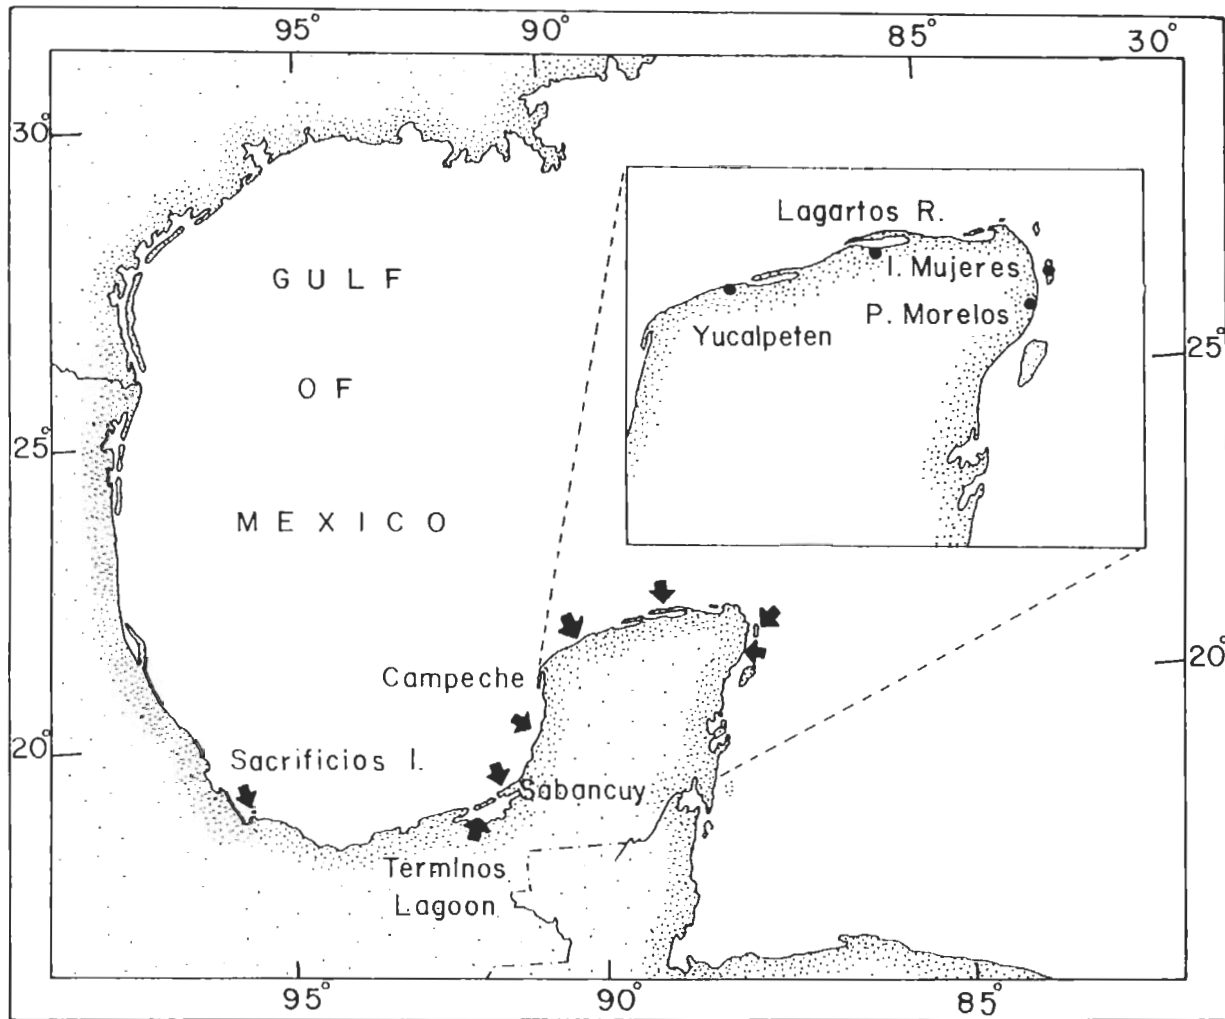 95° 90° 85° 30°
30°
Lagartos R.
GULF
I. Mujeres
P. Morelos
Yucalpeten
25°
OF
25°
MEXICO
20°
Campeche
20°
Sacrificios I.
Sabancuy
Terminos
Lagoon
95° 90° 85°